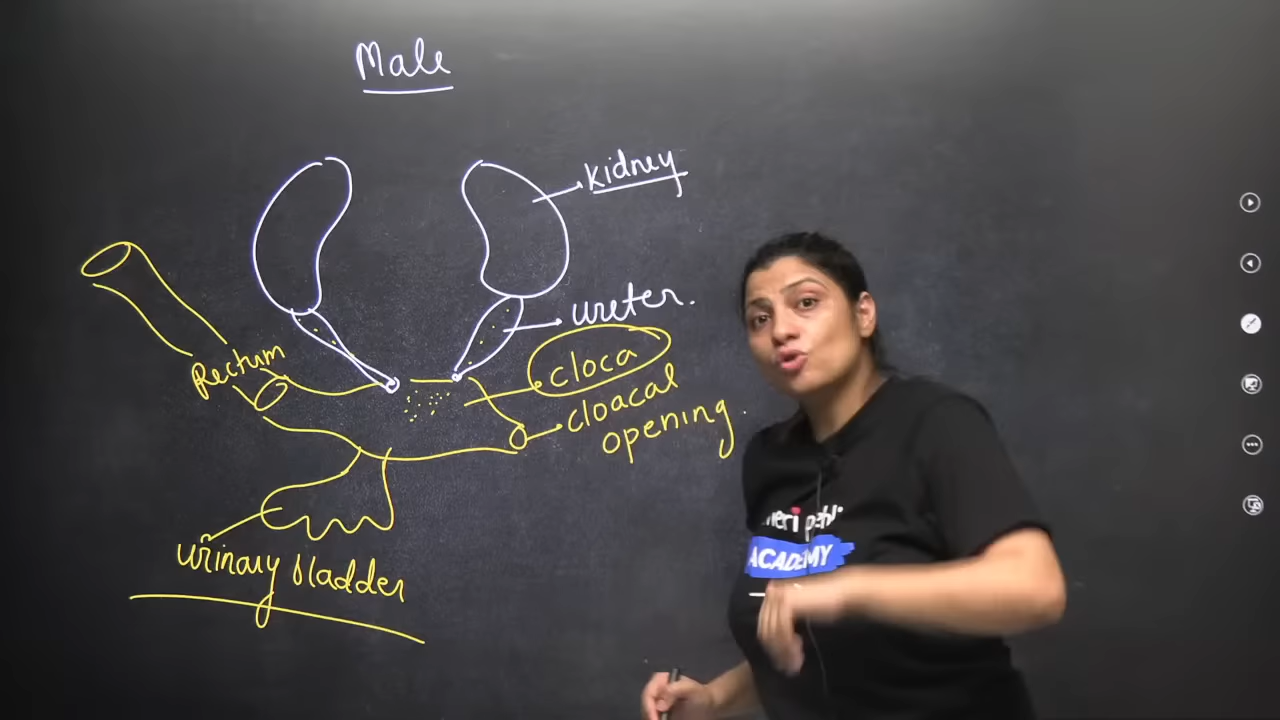 Male
kidney
ureter.
cloca
cloacal
opening.
Rectum
urinary bladder
ACADEMY